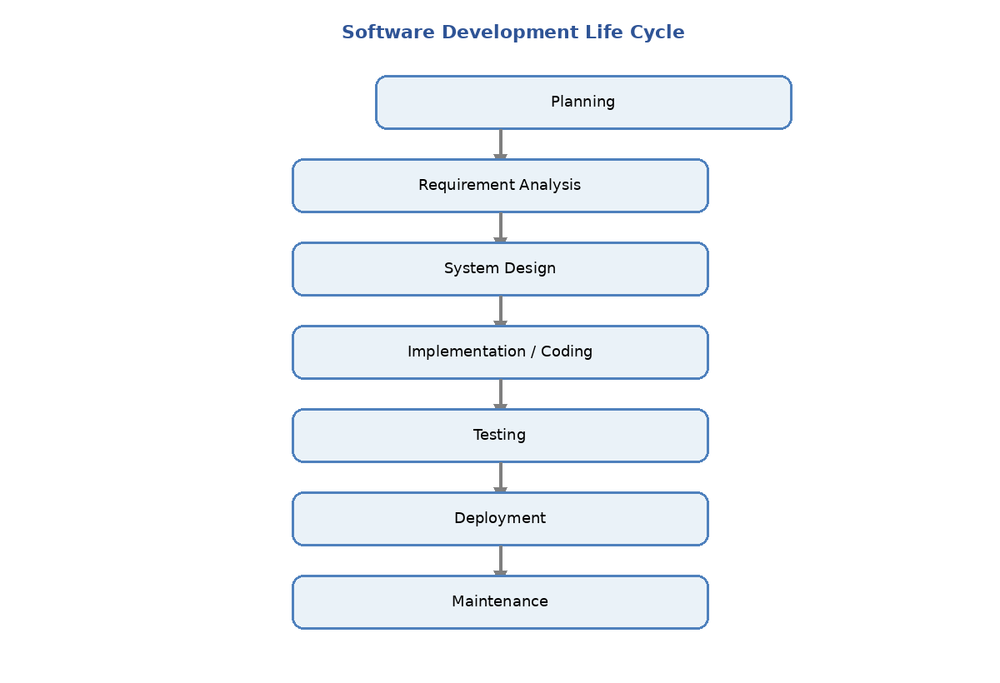 Software Development Life Cycle
Planning
Requirement Analysis
System Design
Implementation / Coding
Testing
Deployment
Maintenance